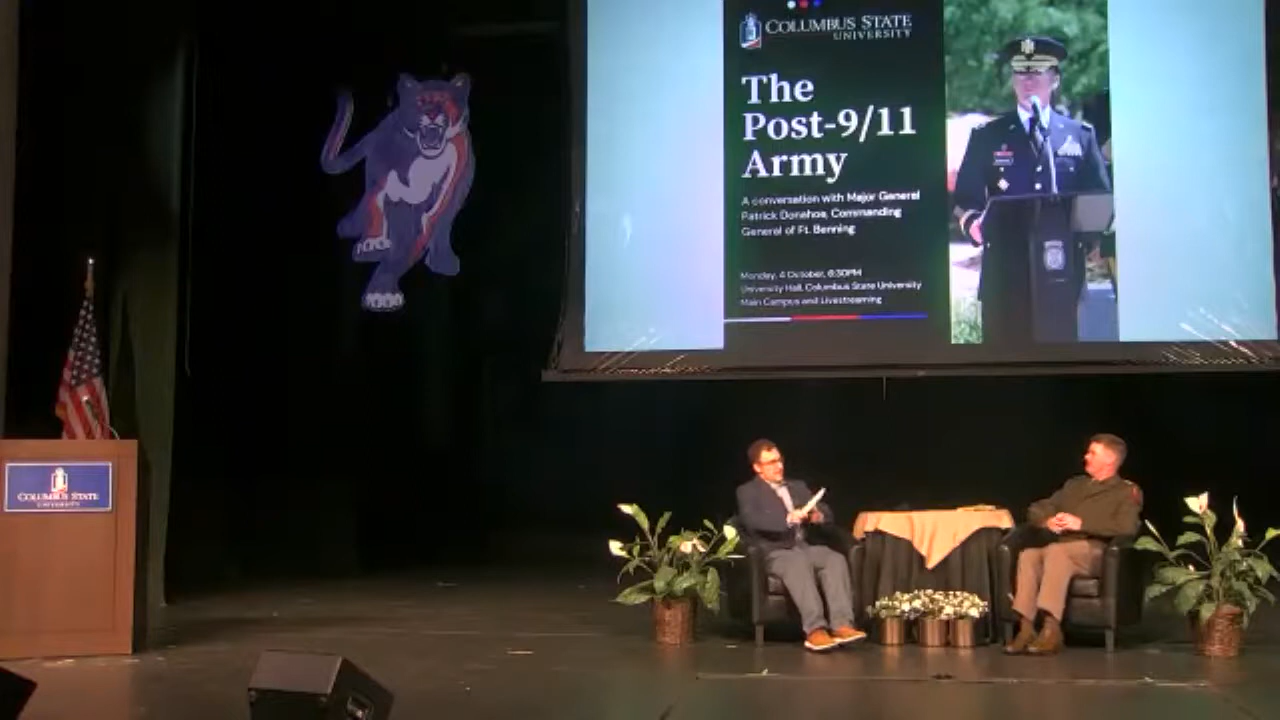 COLUMBUS STATE
UNIVERSITY
The
Post-9/11
Army
A conversation with Major General
Patrick Donahoe, Commanding
General of Ft. Benning
Monday, 4 October, 6:30PM
University Hall, Columbus State University
Main Campus and Livestreaming
COLUMBUS STATE
UNIVERSITY